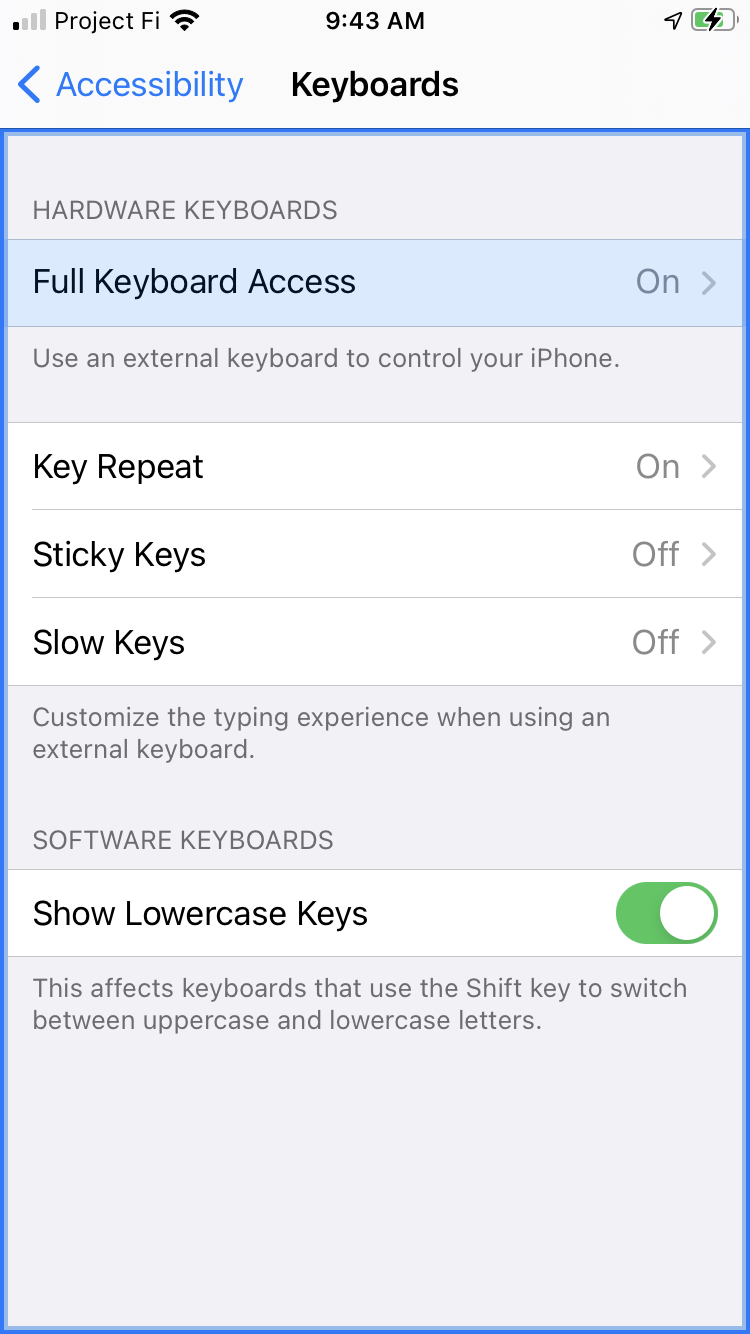 Project Fi 9:43 AM
Accessibility Keyboards
HARDWARE KEYBOARDS
Full Keyboard Access On
Use an external keyboard to control your iPhone.
Key Repeat On
Sticky Keys Off
Slow Keys Off
Customize the typing experience when using an
external keyboard.
SOFTWARE KEYBOARDS
Show Lowercase Keys
This affects keyboards that use the Shift key to switch
between uppercase and lowercase letters.